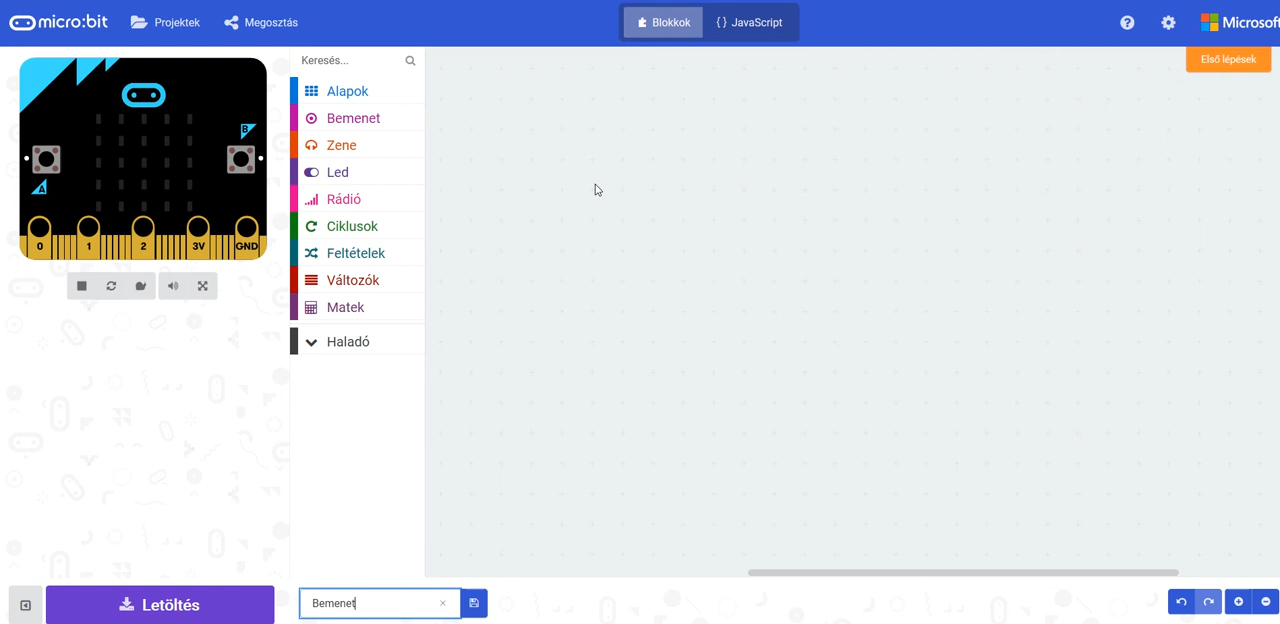 micro:bit Projektek Megosztás Blokkok {} JavaScript Microsoft
Keresés...
Első lépések
Alapok
Bemenet
Zene
Led
Rádió
Ciklusok
Feltételek
Változók
Matek
Haladó
B
A
0 1 2 3V GND
Letöltés
Bemenet